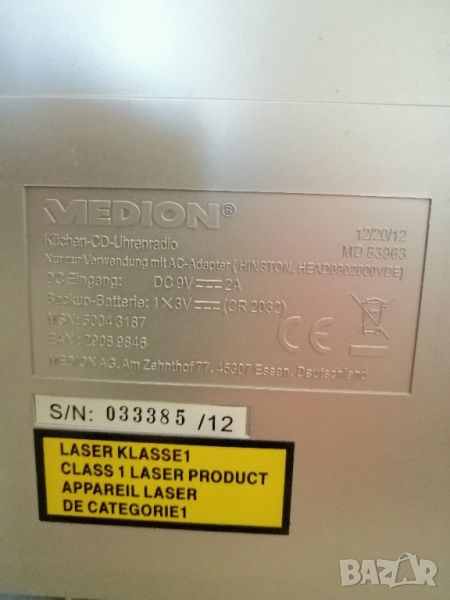 MEDION®
Küchen-CD-Uhrenradio
12/20/12
MD 83963
Nur zur Verwendung mit AC-Adapter (HINSTON, HEAD0902000VDE)
DC Eingang: DC 9V 2A
Backup-Batterie: 1 X 3V (CR 2032)
MSN: 5004 3187
EAN: 2908 9846
CE
MEDION AG, Am Zehnthof 77, 45307 Essen, Deutschland
S/N: 033385 /12
LASER KLASSE1
CLASS 1 LASER PRODUCT
APPAREIL LASER
DE CATEGORIE1
BAZAR